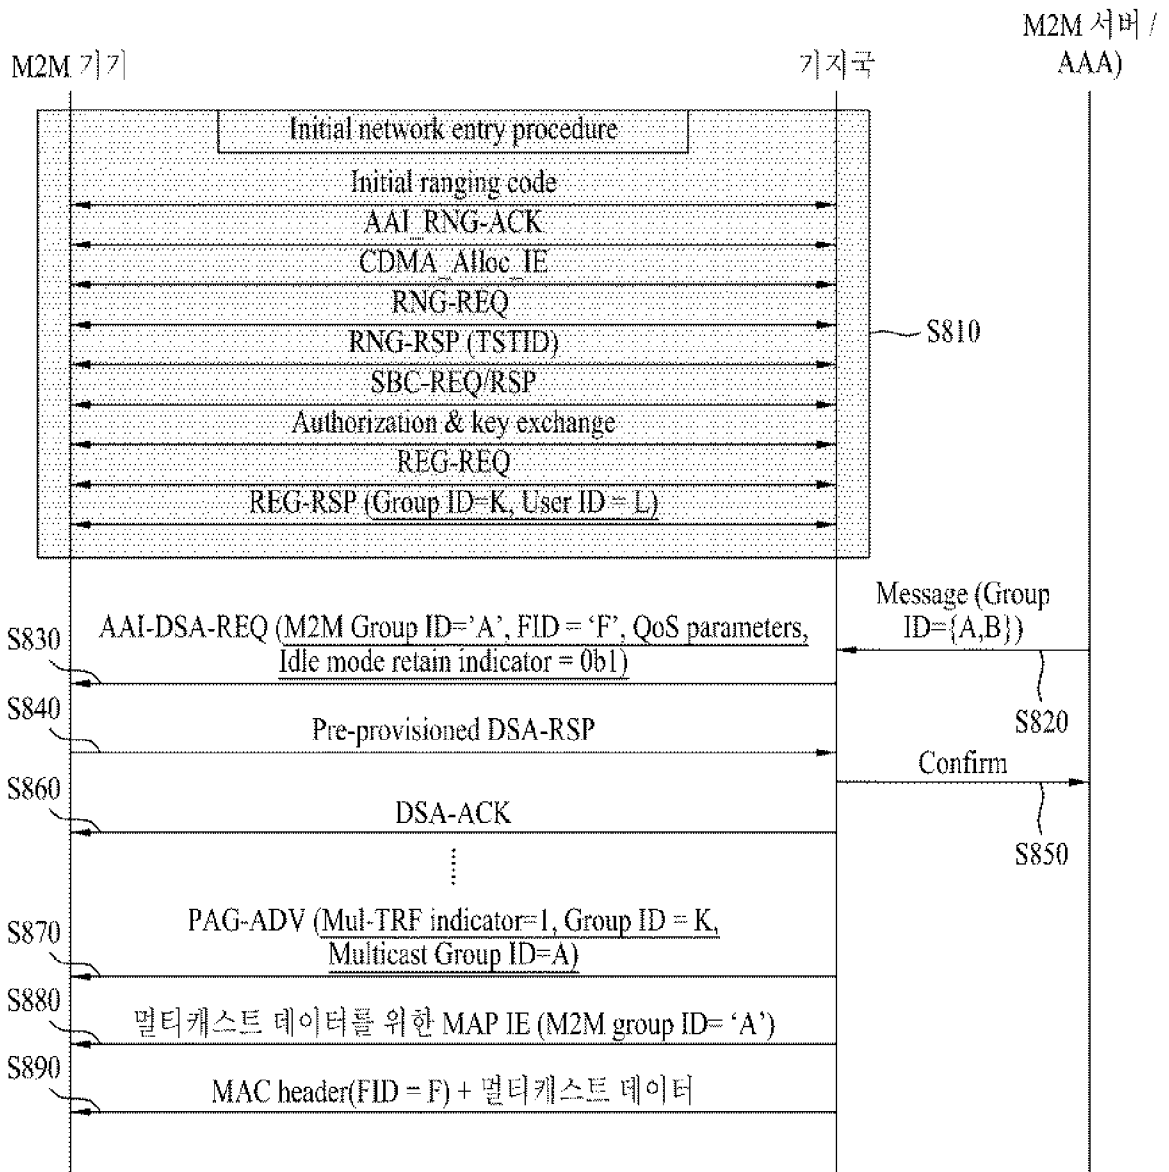 M2M 서버 /
AAA)
M2M 기기
기지국
Initial network entry procedure
Initial ranging code
AAI_RNG-ACK
CDMA_Alloc_IE
RNG-REQ
RNG-RSP (TSTID)
S810
SBC-REQ/RSP
Authorization & key exchange
REG-REQ
REG-RSP (Group ID=K, User ID = L)
Message (Group
ID={A,B})
S830
AAI-DSA-REQ (M2M Group ID='A', FID = 'F', QoS parameters,
Idle mode retain indicator = 0b1)
S820
S840
Pre-provisioned DSA-RSP
Confirm
S860
DSA-ACK
S850
S870
PAG-ADV (Mul-TRF indicator=1, Group ID = K,
Multicast Group ID=A)
S880
멀티캐스트 데이터를 위한 MAP IE (M2M group ID= 'A')
S890
MAC header(FID = F) + 멀티캐스트 데이터